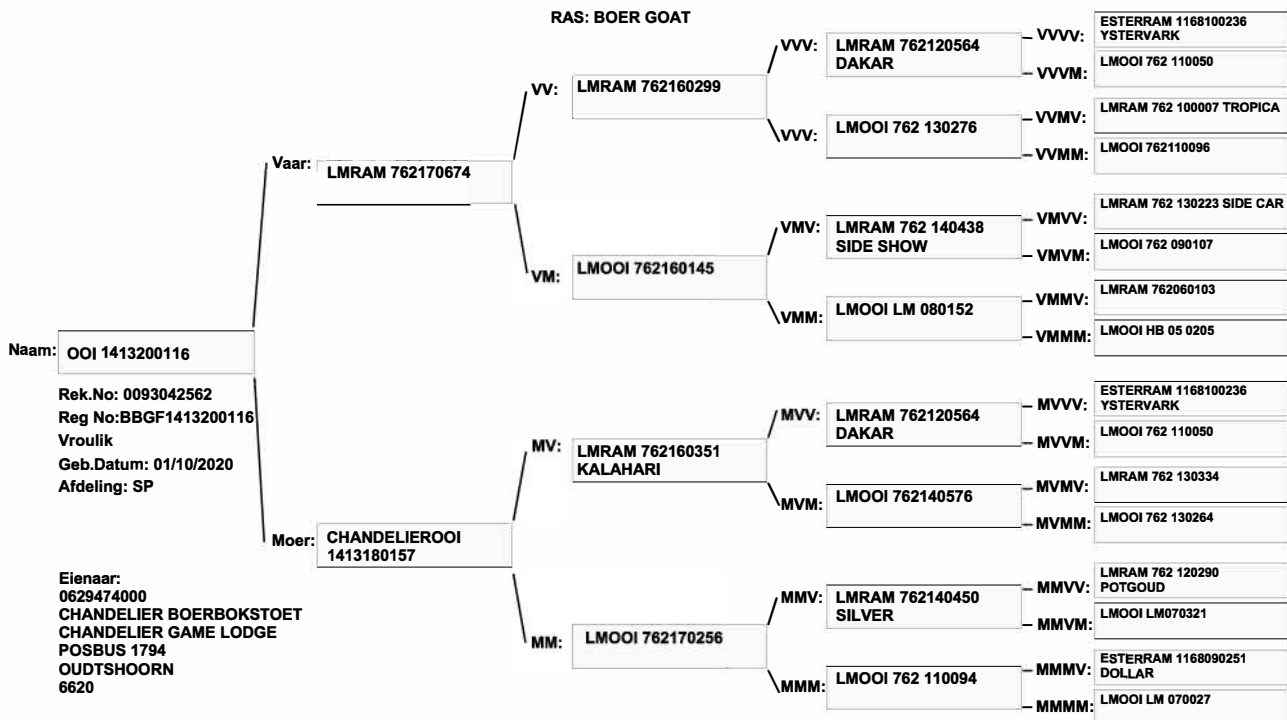 RAS: BOER GOAT
Naam: OOI 1413200116
Rek.No: 0093042562
Reg No:BBGF1413200116
Vroulik
Geb.Datum: 01/10/2020
Afdeling: SP
Eienaar:
0629474000
CHANDELIER BOERBOKSTOET
CHANDELIER GAME LODGE
POSBUS 1794
OUDTSHOORN
6620
Vaar: LMRAM 762170674
Moer: CHANDELIEROOI
1413180157
VV: LMRAM 762160299
VM: LMOOI 762160145
MV: LMRAM 762160351
KALAHARI
MM: LMOOI 762170256
VVV: LMRAM 762120564
DAKAR
VVV: LMOOI 762 130276
VMV: LMRAM 762 140438
SIDE SHOW
VMM: LMOOI LM 080152
MVV: LMRAM 762120564
DAKAR
MVM: LMOOI 762140576
MMV: LMRAM 762140450
SILVER
MMM: LMOOI 762 110094
VVVV: ESTERRAM 1168100236
YSTERVARK
VVVM: LMOOI 762 110050
VVMV: LMRAM 762 100007 TROPICA
VVMM: LMOOI 762110096
VMVV: LMRAM 762 130223 SIDE CAR
VMVM: LMOOI 762 090107
VMMV: LMRAM 762060103
VMMM: LMOOI HB 05 0205
MVVV: ESTERRAM 1168100236
YSTERVARK
MVVM: LMOOI 762 110050
MVMV: LMRAM 762 130334
MVMM: LMOOI 762 130264
MMVV: LMRAM 762 120290
POTGOUD
MMVM: LMOOI LM070321
MMMV: ESTERRAM 1168090251
DOLLAR
MMMM: LMOOI LM 070027